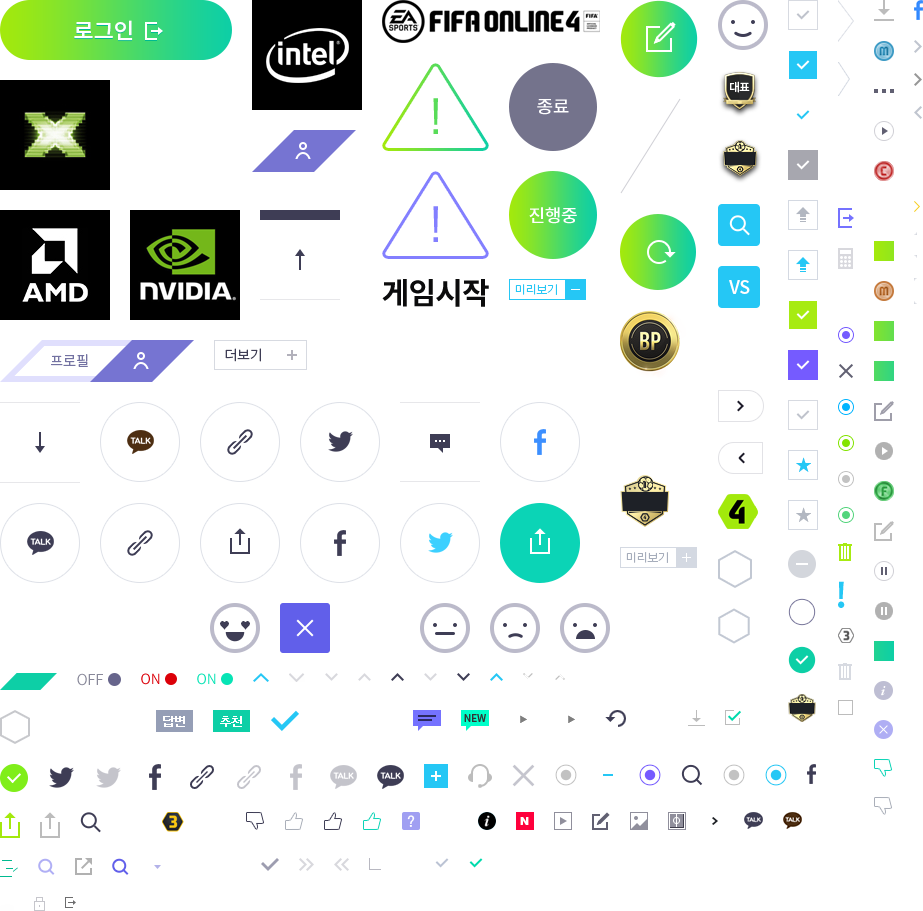 로그인
intel
EA
SPORTS
FIFA ONLINE 4
종료
대표
AMD
NVIDIA
진행중
게임시작
미리보기
VS
BP
프로필
더보기
TALK
TALK
4
미리보기
OFF
ON
ON
답변
추천
NEW
3
TALK
TALK
3
N
TALK
TALK